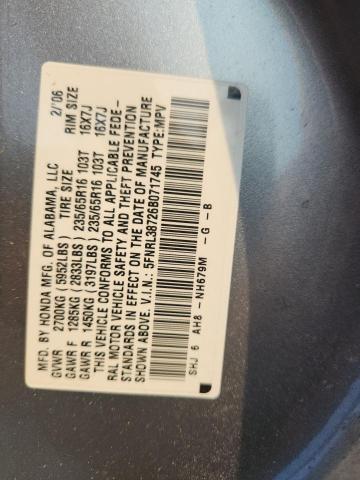 MFD. BY HONDA MFG. OF ALABAMA, LLC 2/06
GVWR 2700KG (5952LBS) TIRE SIZE RIM SIZE
GAWR F 1285KG (2833LBS) 235/65R16 103T 16X7J
GAWR R 1450KG (3197LBS) 235/65R16 103T 16X7J
THIS VEHICLE CONFORMS TO ALL APPLICABLE FEDE-
RAL MOTOR VEHICLE SAFETY AND THEFT PREVENTION
STANDARDS IN EFFECT ON THE DATE OF MANUFACTURE
SHOWN ABOVE. V.I.N.: 5FNRL38726B071745 TYPE:MPV
SHJ 6 AH8 -NH679M -G -B